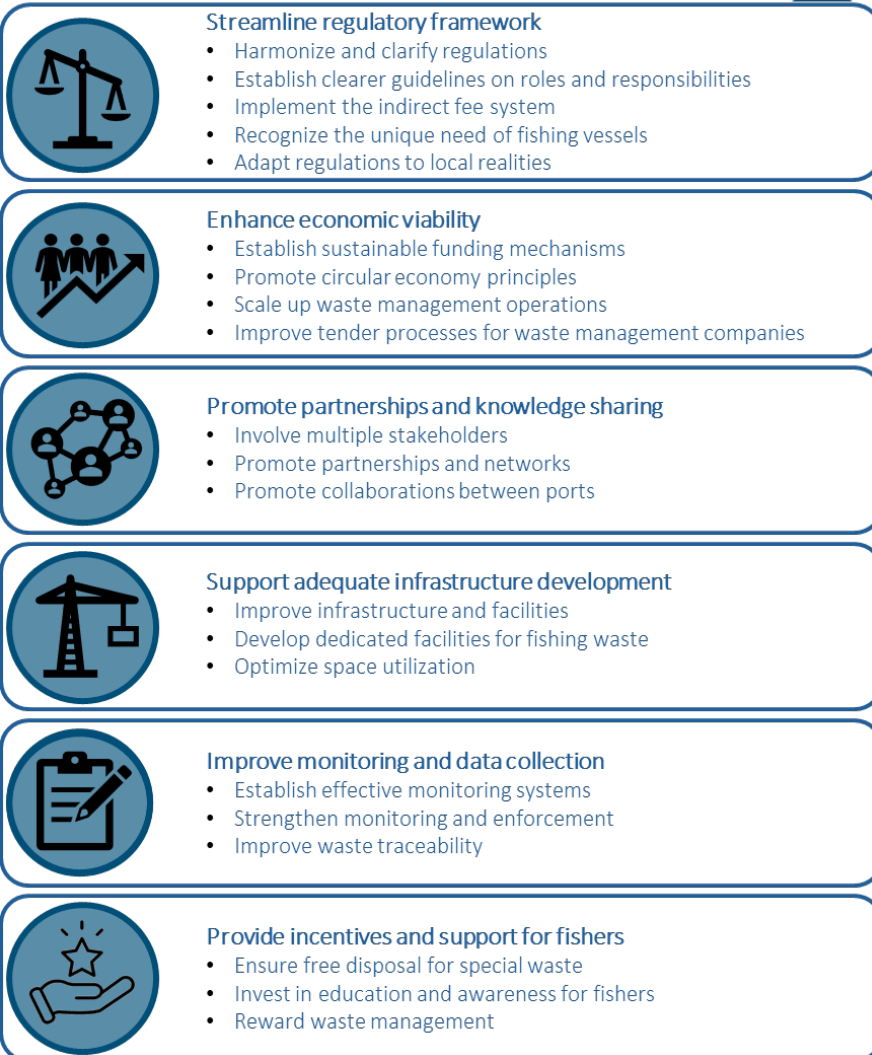 Streamline regulatory framework
• Harmonize and clarify regulations
• Establish clearer guidelines on roles and responsibilities
• Implement the indirect fee system
• Recognize the unique need of fishing vessels
• Adapt regulations to local realities
Enhance economic viability
• Establish sustainable funding mechanisms
• Promote circular economy principles
• Scale up waste management operations
• Improve tender processes for waste management companies
Promote partnerships and knowledge sharing
• Involve multiple stakeholders
• Promote partnerships and networks
• Promote collaborations between ports
Support adequate infrastructure development
• Improve infrastructure and facilities
• Develop dedicated facilities for fishing waste
• Optimize space utilization
Improve monitoring and data collection
• Establish effective monitoring systems
• Strengthen monitoring and enforcement
• Improve waste traceability
Provide incentives and support for fishers
• Ensure free disposal for special waste
• Invest in education and awareness for fishers
• Reward waste management